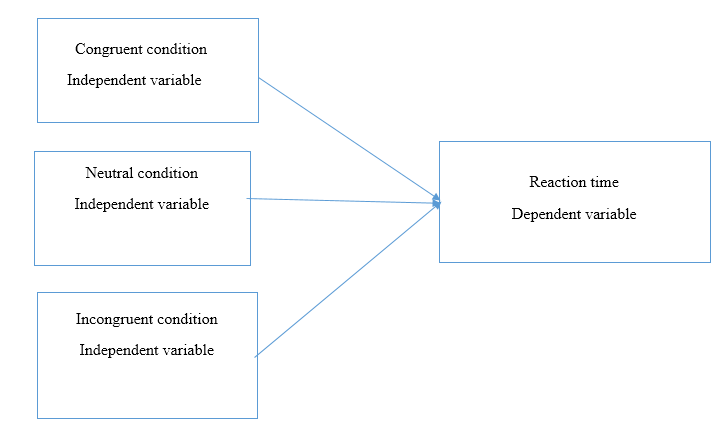 Congruent condition
Independent variable
Neutral condition
Independent variable
Incongruent condition
Independent variable
Reaction time
Dependent variable